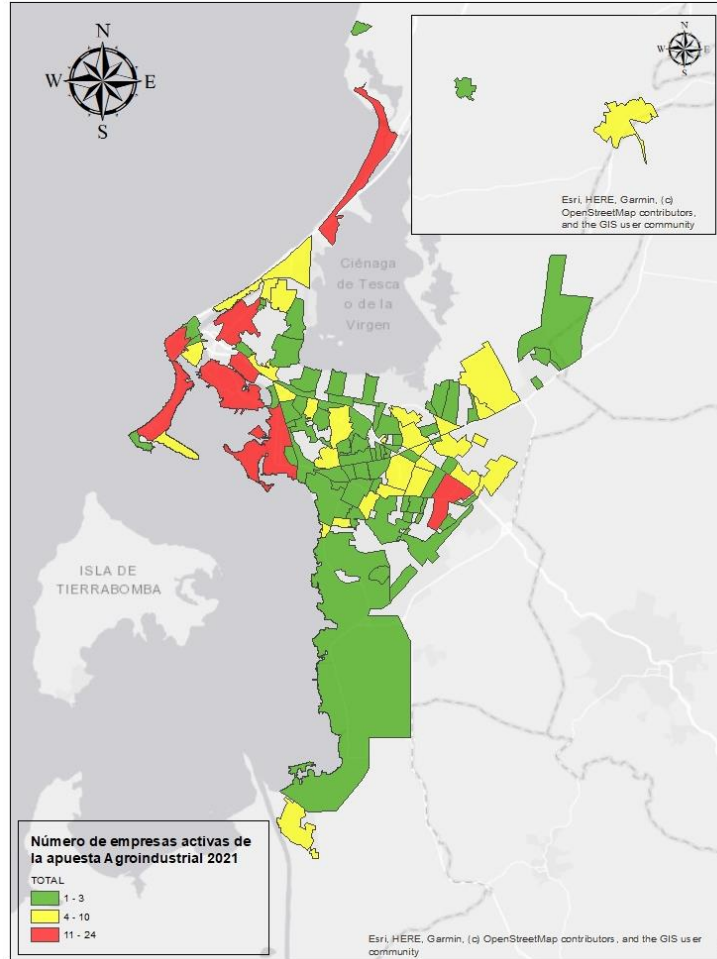 N
W E
S
N
W E
S
Esri, HERE, Garmin, (c)
OpenStreetMap contributors,
and the GIS user
community
Ciénaga
de Tesca
o de la
Virgen
ISLA DE
TIERRABOMBA
Número de empresas activas de
la apuesta Agroindustrial 2021
TOTAL
1 - 3
4 - 10
11 - 24
Esri, HERE, Garmin, (c) OpenStreetMap contributors, and the GIS user
community